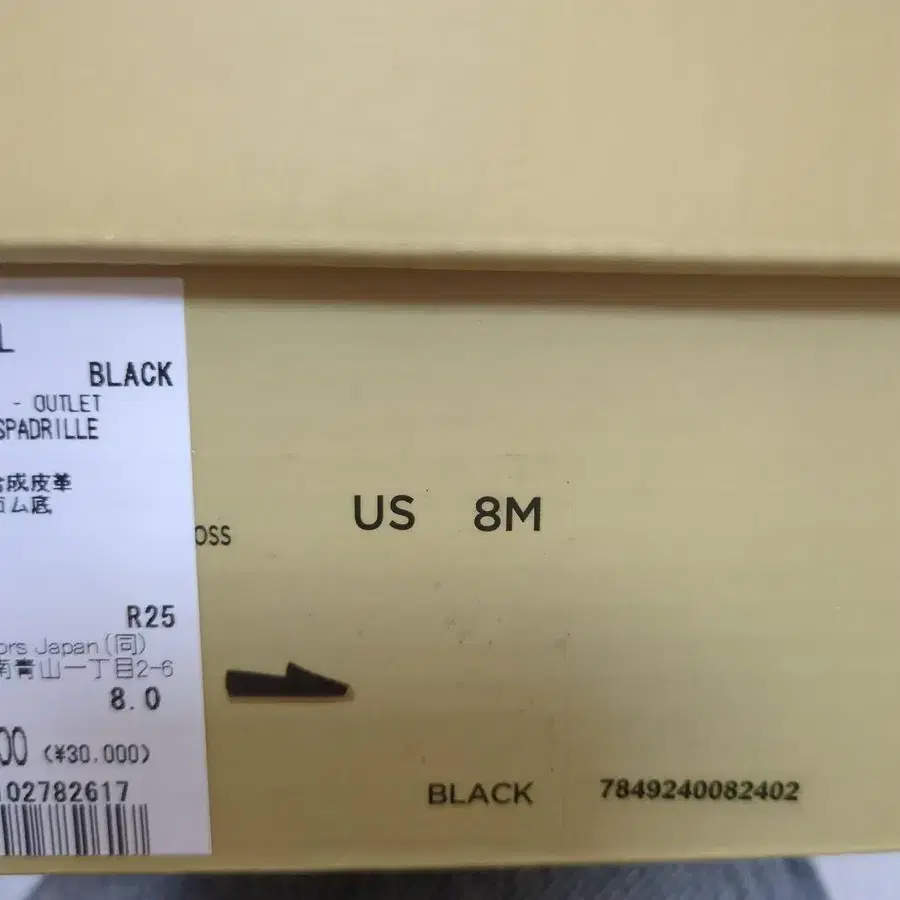 L
BLACK
- OUTLET
SPADRILLE
合成皮革
ゴム底
R25
ors Japan(同)
南青山一丁目2-6
8.0
00 (¥30,000)
102782617
OSS
US 8M
BLACK 7849240082402